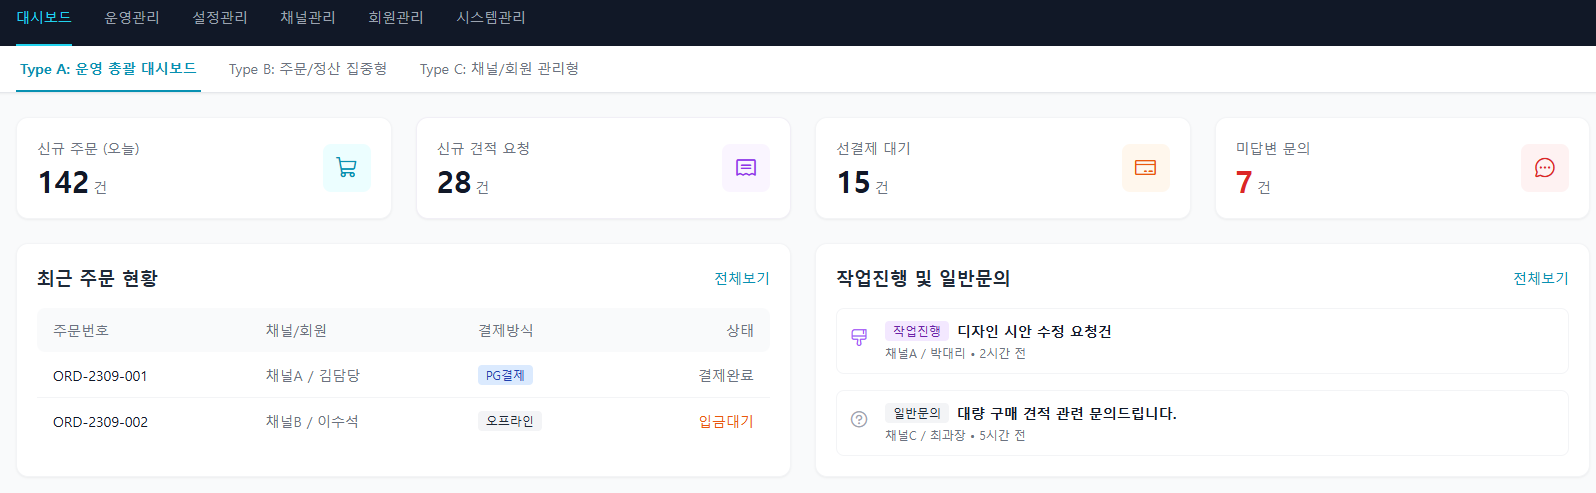 대시보드 운영관리 설정관리 채널관리 회원관리 시스템관리
Type A: 운영 총괄 대시보드 Type B: 주문/정산 집중형 Type C: 채널/회원 관리형
신규 주문 (오늘)
142 건
신규 견적 요청
28 건
선결제 대기
15 건
미답변 문의
7 건
최근 주문 현황 전체보기
주문번호 채널/회원 결제방식 상태
ORD-2309-001 채널A / 김담당 PG결제 결제완료
ORD-2309-002 채널B / 이수석 오프라인 입금대기
작업진행 및 일반문의 전체보기
작업진행 디자인 시안 수정 요청건
채널A / 박대리 • 2시간 전
일반문의 대량 구매 견적 관련 문의드립니다.
채널C / 최과장 • 5시간 전